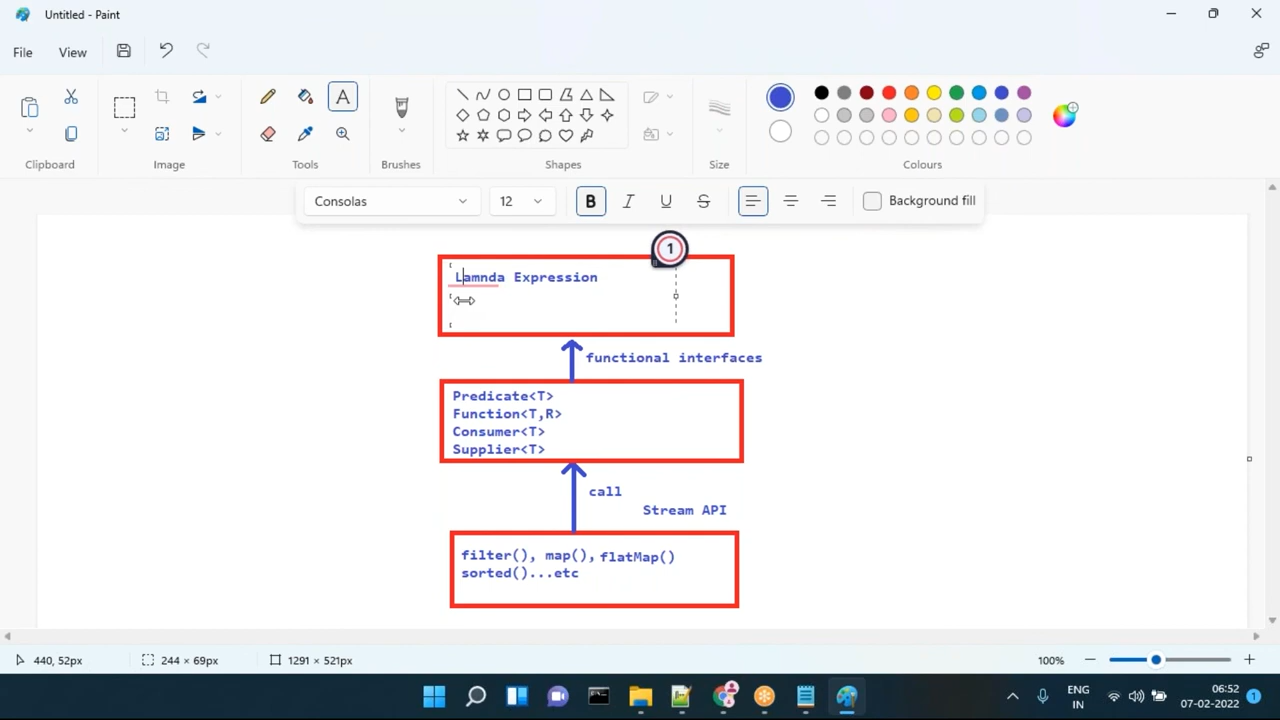 Untitled - Paint
File
View
Clipboard
Image
Tools
Brushes
Shapes
Size
Colours
Consolas
12
B
I
U
S
Background fill
1
Lamnda Expression
functional interfaces
Predicate<T>
Function<T,R>
Consumer<T>
Supplier<T>
call
Stream API
filter(), map(), flatMap()
sorted()...etc
440, 52px
244 × 69px
1291 × 521px
100%
ENG
IN
06:52
07-02-2022
1